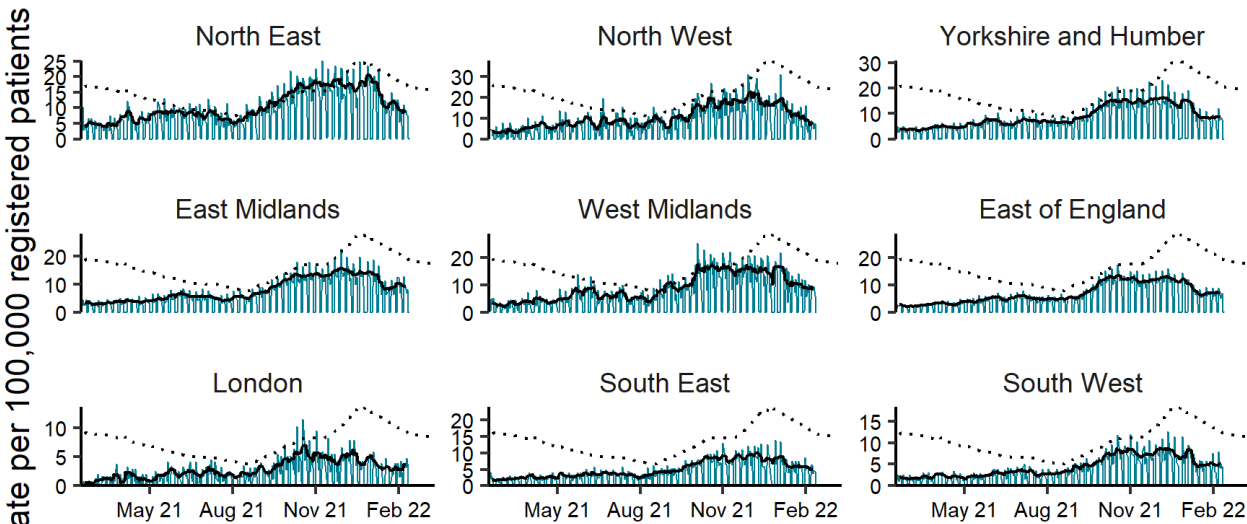 ate per 100,000 registered patients
North East
North West
Yorkshire and Humber
25
20
15
10
5
0
30
20
10
0
30
20
10
0
East Midlands
West Midlands
East of England
20
10
0
20
10
0
20
10
0
London
South East
South West
10
5
0
20
15
10
5
0
15
10
5
0
May 21 Aug 21 Nov 21 Feb 22
May 21 Aug 21 Nov 21 Feb 22
May 21 Aug 21 Nov 21 Feb 22